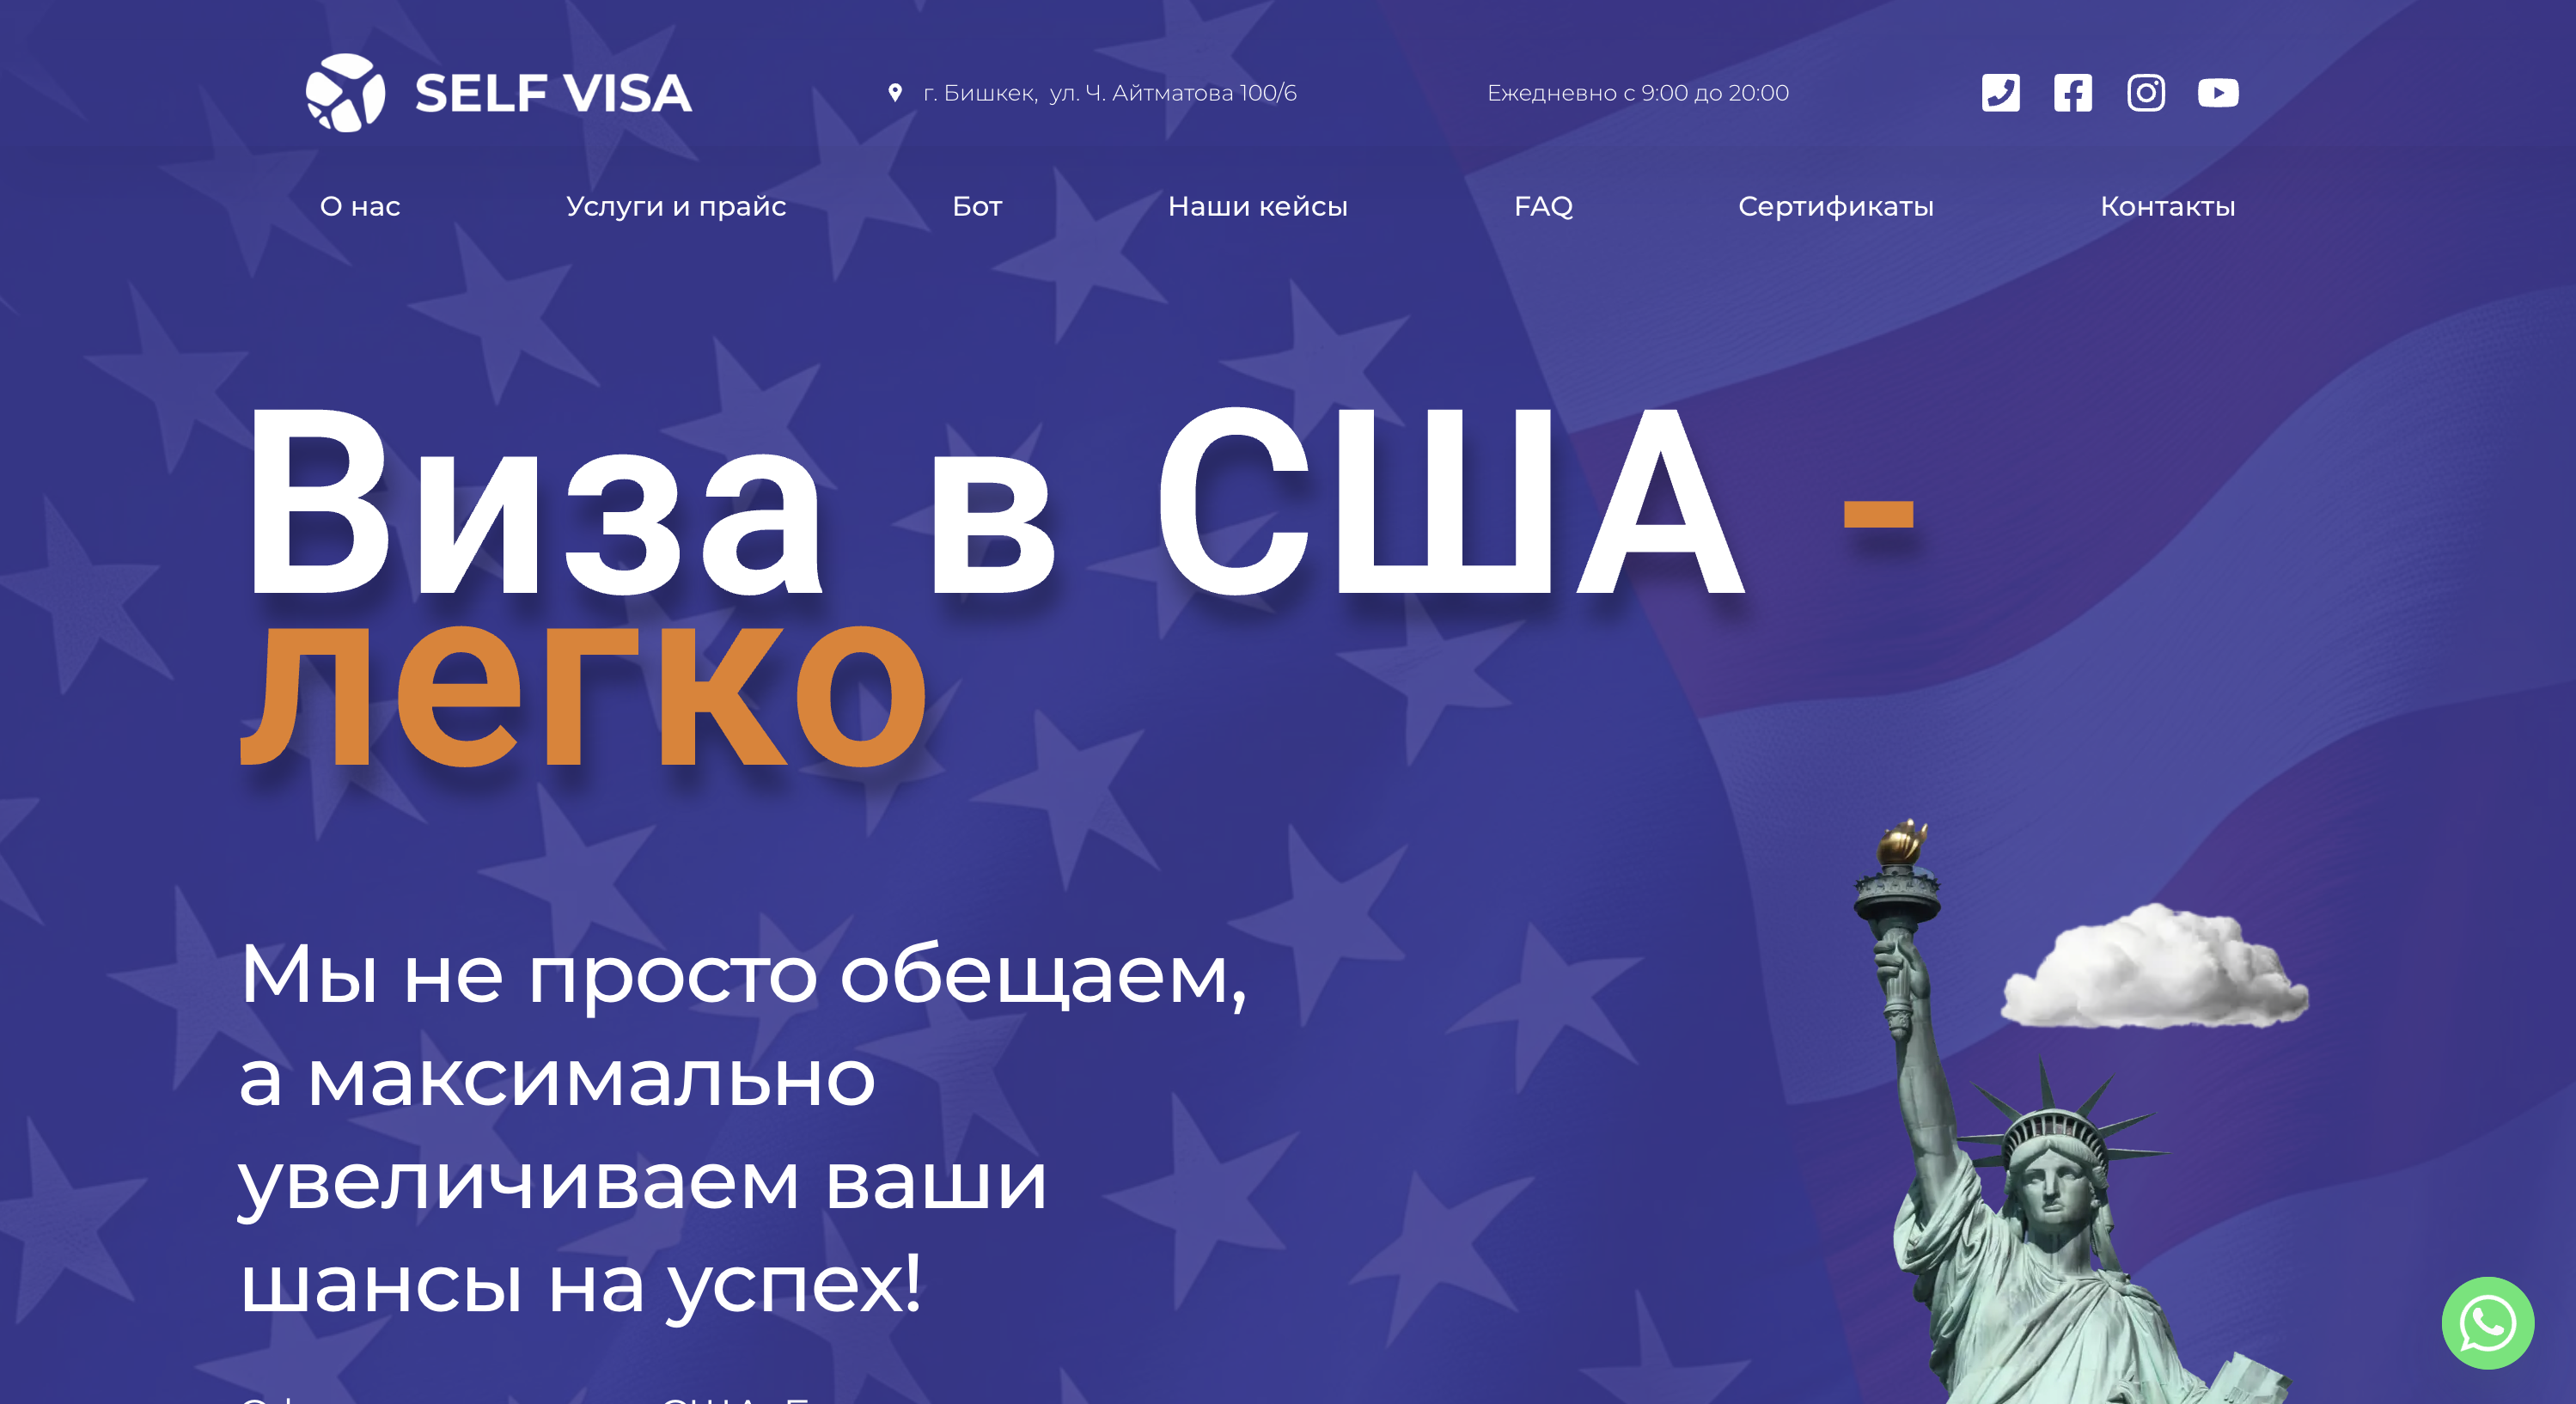 SELF VISA
г. Бишкек, ул. Ч. Айтматова 100/6
Ежедневно с 9:00 до 20:00
О нас
Услуги и прайс
Бот
Наши кейсы
FAQ
Сертификаты
Контакты
Виза в США -
легко
Мы не просто обещаем,
а максимально
увеличиваем ваши
шансы на успех!